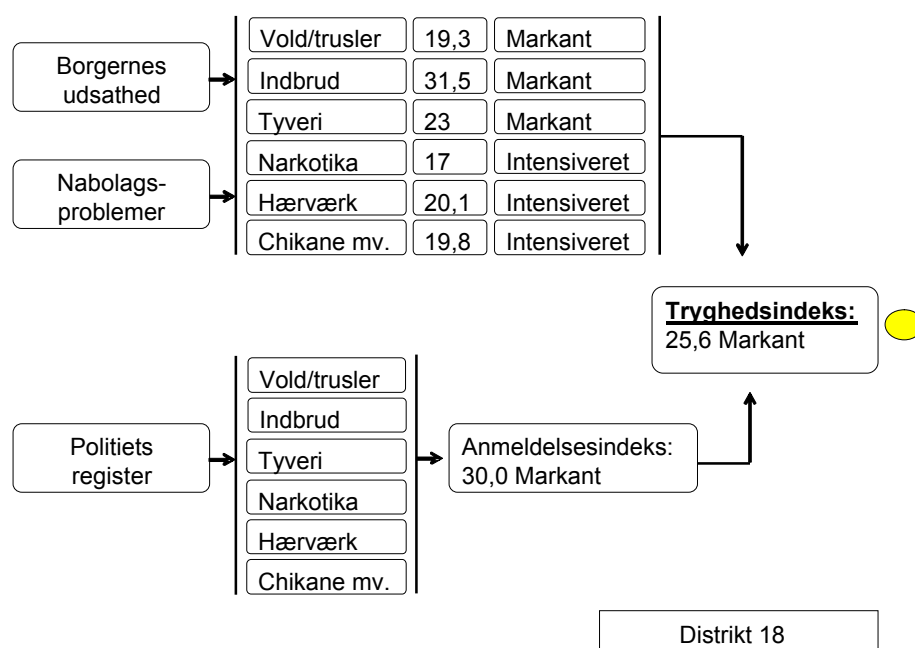 Borgernes
udsathed
Nabolags-
problemer
Vold/trusler 19,3 Markant
Indbrud 31,5 Markant
Tyveri 23 Markant
Narkotika 17 Intensiveret
Hærværk 20,1 Intensiveret
Chikane mv. 19,8 Intensiveret
Tryghedsindeks:
25,6 Markant
Politiets
register
Vold/trusler
Indbrud
Tyveri
Narkotika
Hærværk
Chikane mv.
Anmeldelsesindeks:
30,0 Markant
Distrikt 18